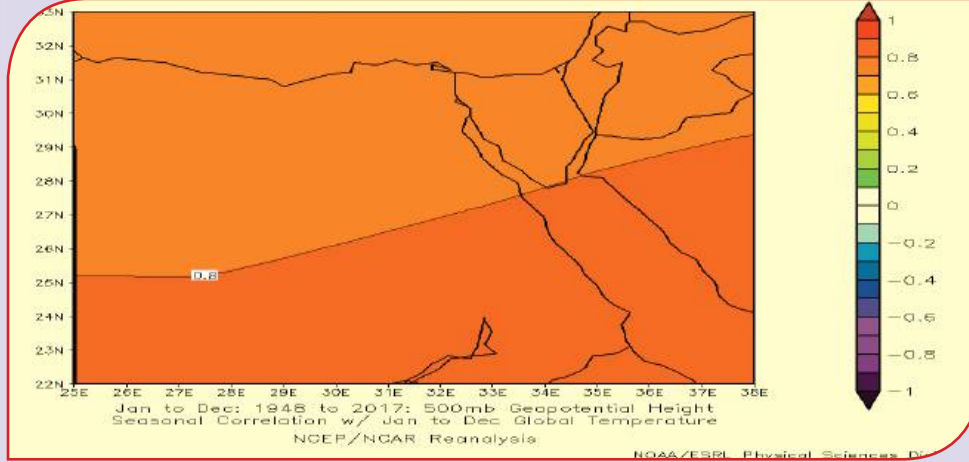 33N
32N
31N
30N
29N
28N
27N
26N
25N
24N
23N
22N
0.8
25E 26E 27E 28E 29E 30E 31E 32E 33E 34E 35E 36E 37E 38E
1
0.8
0.6
0.4
0.2
0
-0.2
-0.4
-0.6
-0.8
-1
Jan to Dec: 1948 to 2017: 500mb Geopotential Height
Seasonal Correlation w/ Jan to Dec Global Temperature
NCEP/NCAR Reanalysis
NOAA/ESRL Physical Sciences